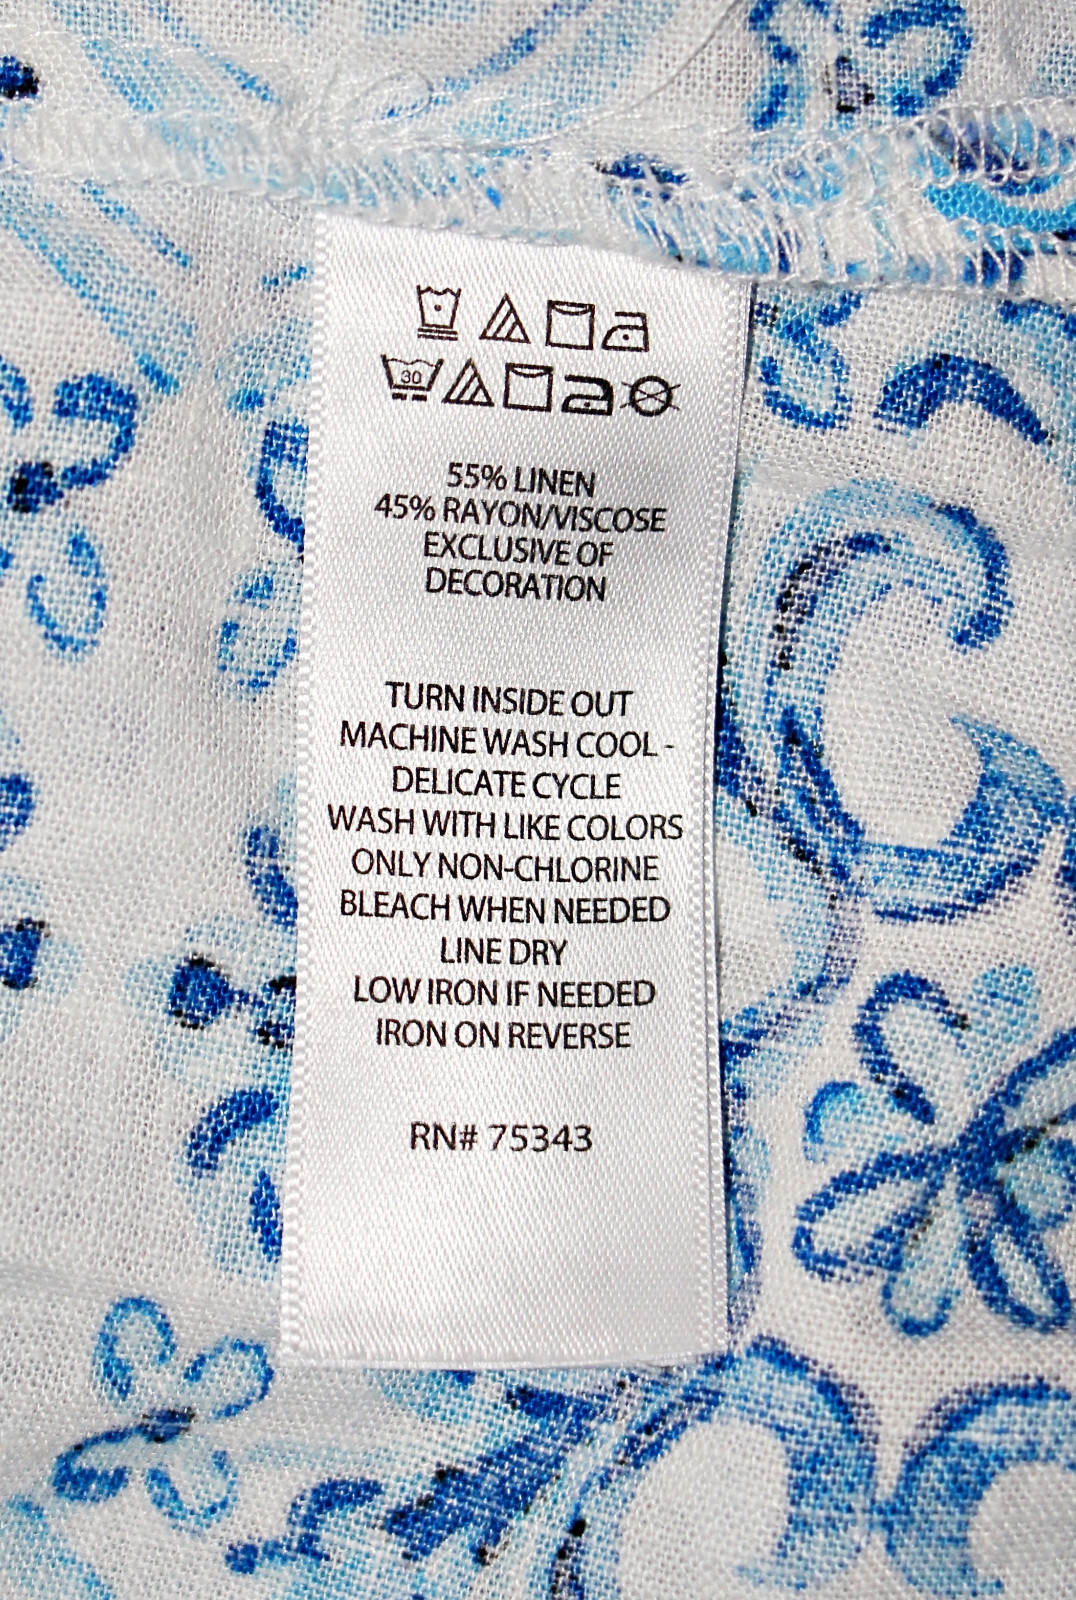 30
55% LINEN
45% RAYON/VISCOSE
EXCLUSIVE OF
DECORATION
TURN INSIDE OUT
MACHINE WASH COOL -
DELICATE CYCLE
WASH WITH LIKE COLORS
ONLY NON-CHLORINE
BLEACH WHEN NEEDED
LINE DRY
LOW IRON IF NEEDED
IRON ON REVERSE
RN# 75343